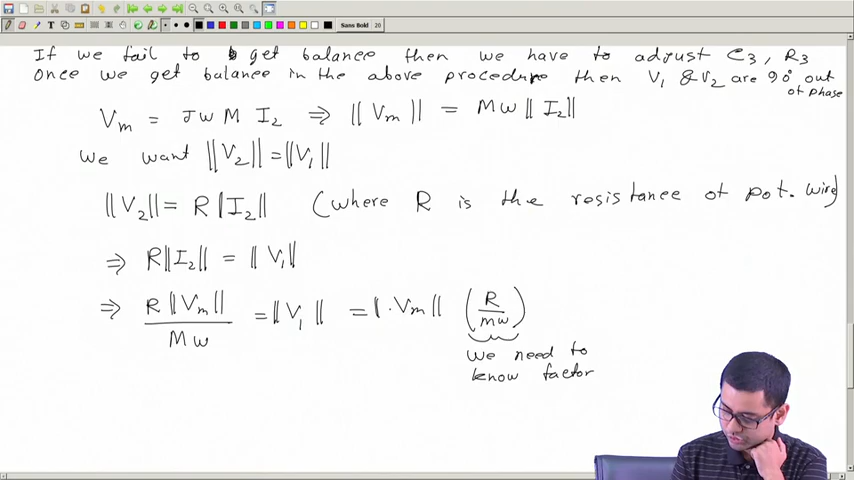 If we fail to get balance then we have to adjust C3, R3
Once we get balance in the above procedure then V1 & V2 are 90° out of phase
Vm = Jω M I2 ⇒ ||Vm|| = Mω ||I2||
We want ||V2|| = ||V1||
||V2|| = R ||I2|| (where R is the resistance of pot. wire)
⇒ R||I2|| = ||V1||
⇒ R ||Vm|| / Mω = ||V1|| = ||·Vm|| (R / mω)
We need to
know factor
Sans Bold 20